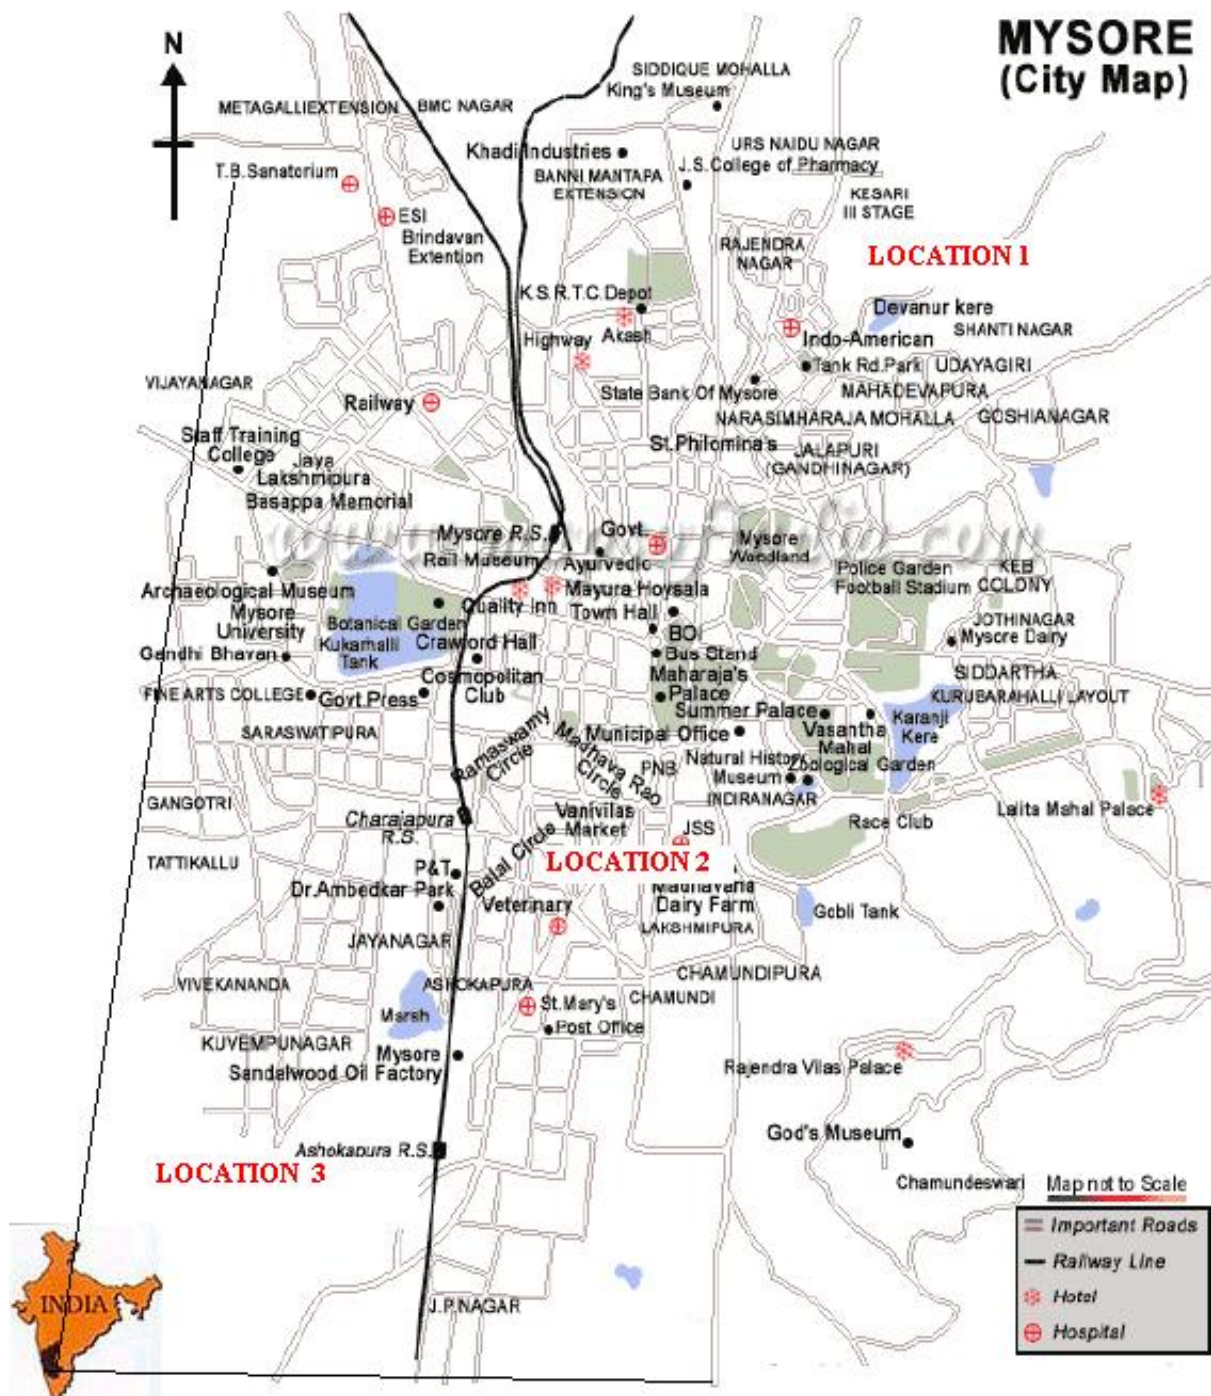 MYSORE
(City Map)
N
SIDDIQUE MOHALLA
King's Museum
METAGALLIEXTENSION
BMC NAGAR
URS NAIDU NAGAR
Khadi Industries
J.S.College of Pharmacy
T.B.Sanatorium
BANNI MANTAPA
EXTENSION
KESARI
III STAGE
ESI
Brindavan
Extention
RAJENDRA
NAGAR
LOCATION 1
K.S.R.T.C.Depot
Devanur kere
Akash
Highway
Indo-American
SHANTI NAGAR
Tank Rd.Park
UDAYAGIRI
VIJAYANAGAR
State Bank Of Mysore
MAHADEVAPURA
Railway
NARASIMHARAJA MOHALLA
GOSHIANAGAR
Staff Training
College
St.Philomina's
JALAPURI
(GANDHINAGAR)
Jaya
Lakshmipura
Basappa Memorial
Mysore R.S.
Govt.
Ayurvedic
Mysore
Woodland
Rail Museum
Police Garden
Football Stadium
KEB
COLDNY
Archaeological Museum
Quality Inn
Mayura Hoysala
Town Hall
Mysore
University
Botanical Garden
JOTHINAGAR
Mysore Dairy
Kukarhalli
Tank
Crawford Hall
BOI
Bus Stand
Gandhi Bhavan
Cosmopolitan
Club
Maharaja's
Palace
SIDDARTHA
FINE ARTS COLLEGE
Govt.Press
KURUBARAHALLI LAYOUT
Summer Palace
Karanji
Kere
SARASWATIPURA
Ramaswamy
Circle
Madhava Rao
Circle
Municipal Office
Vasantha
Mahal
PNB
Natural History
Museum
Zoological Garden
INDIRANAGAR
GANGOTRI
Charajapura
R.S.
Vanivilas
Market
Race Club
Lalita Mahal Palace
JSS
TATTIKALLU
Balal Circle
LOCATION 2
P&T
Dr.Ambedkar Park
Madhavana
Dairy Farm
Veterinary
Gobli Tank
LAKSHMIPURA
JAYANAGAR
VIVEKANANDA
ASHOKAPURA
CHAMUNDIPURA
St.Mary's
CHAMUNDI
Marsh
Post Office
KUVEMPUNAGAR
Mysore
Sandalwood Oil Factory
Rajendra Vilas Palace
God's Museum
Ashokapura R.S.
LOCATION 3
Chamundeswari
Map not to Scale
Important Roads
Railway Line
Hotel
Hospital
INDIA
J.P.NAGAR